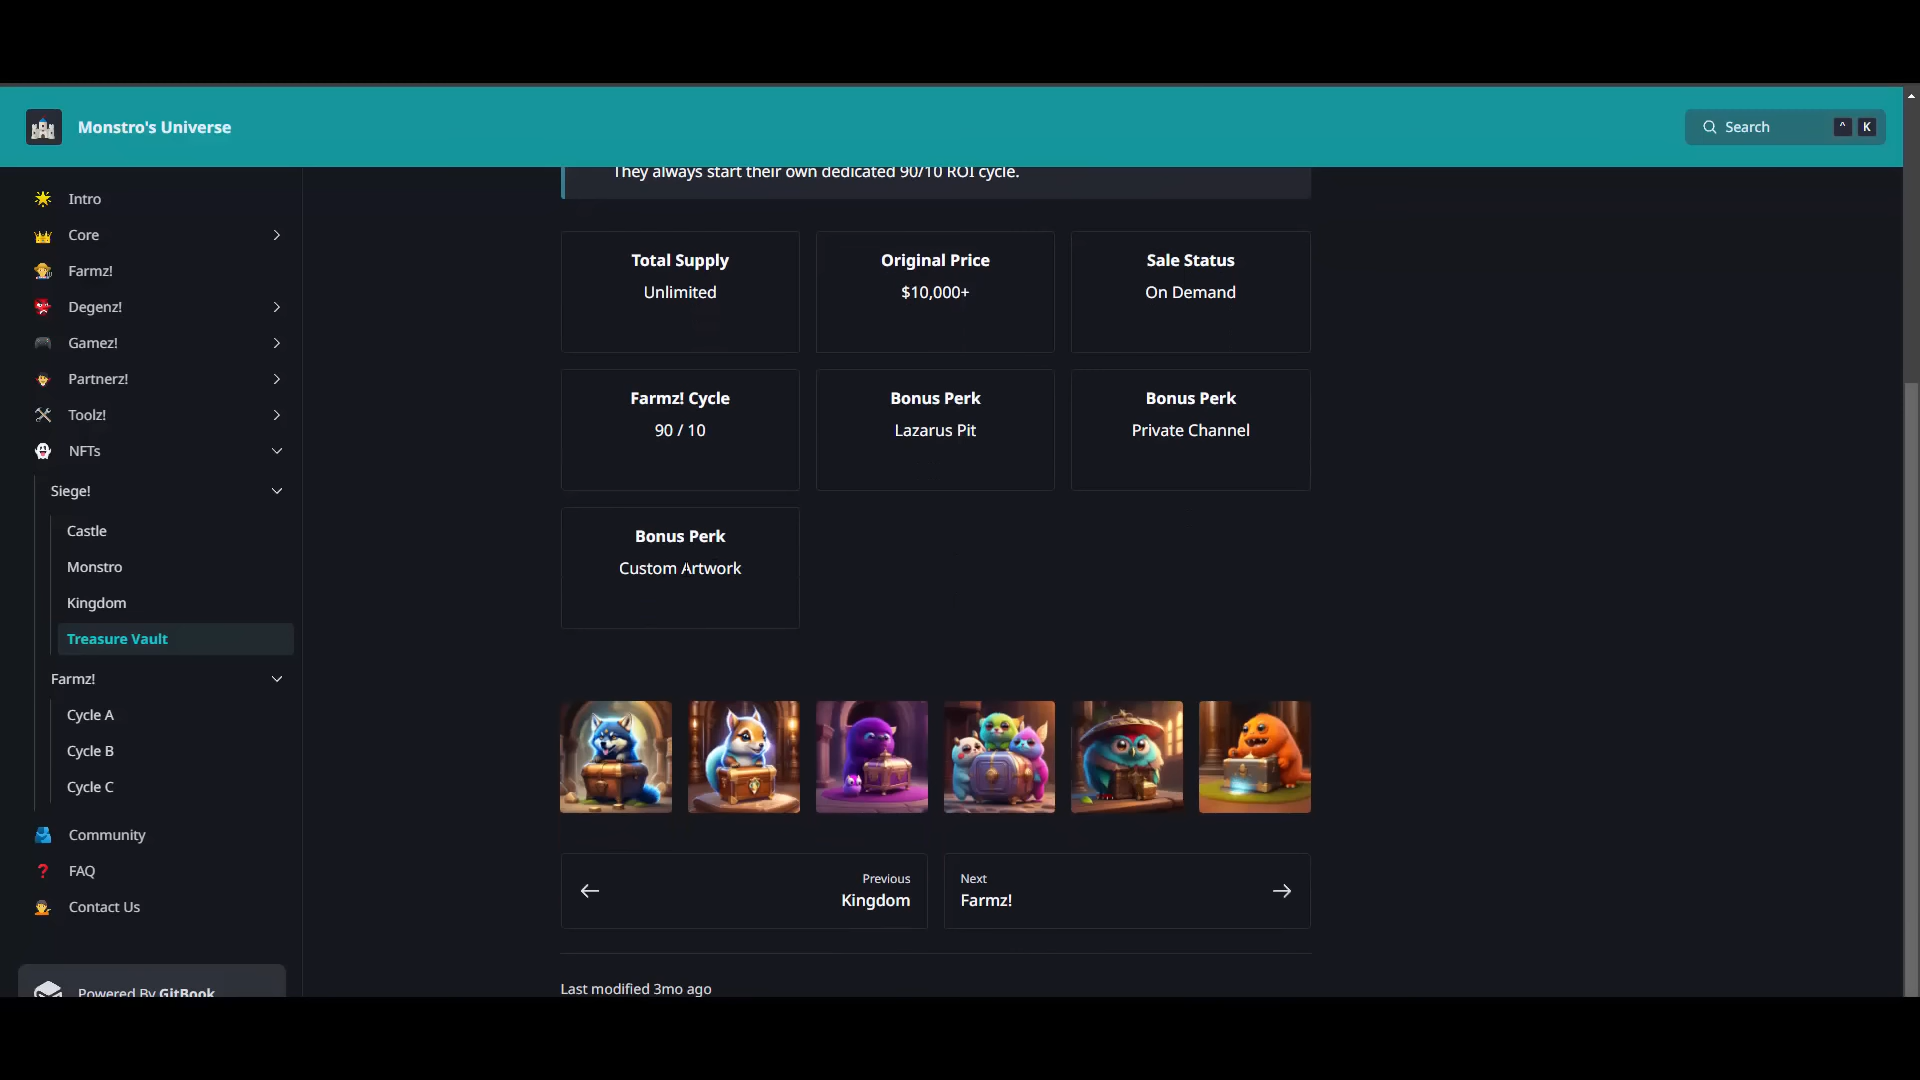 Monstro's Universe
Search
^ K
Intro
Core
Farmz!
Degenz!
Gamez!
Partnerz!
Toolz!
NFTs
Siege!
Castle
Monstro
Kingdom
Treasure Vault
Farmz!
Cycle A
Cycle B
Cycle C
Community
FAQ
Contact Us
Powered By GitBook
They always start their own dedicated 90/10 ROI cycle.
Total Supply
Unlimited
Original Price
$10,000+
Sale Status
On Demand
Farmz! Cycle
90 / 10
Bonus Perk
Lazarus Pit
Bonus Perk
Private Channel
Bonus Perk
Custom Artwork
Previous
Kingdom
Next
Farmz!
Last modified 3mo ago